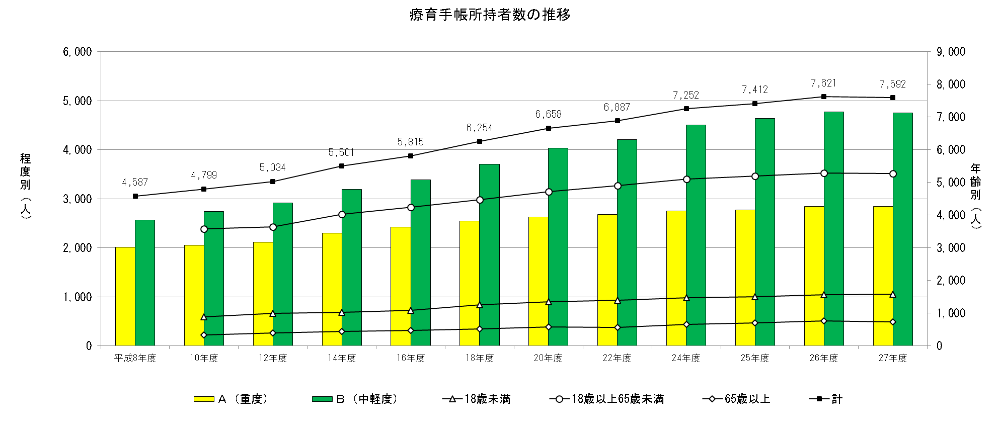 療育手帳所持者数の推移
6,000
5,000
4,000
3,000
2,000
1,000
0
程度別（人）
9,000
8,000
7,000
6,000
5,000
4,000
3,000
2,000
1,000
0
年齢別（人）
4,587
4,799
5,034
5,501
5,815
6,254
6,658
6,887
7,252
7,412
7,621
7,592
平成8年度
10年度
12年度
14年度
16年度
18年度
20年度
22年度
24年度
25年度
26年度
27年度
A（重度）
B（中軽度）
18歳未満
18歳以上65歳未満
65歳以上
計